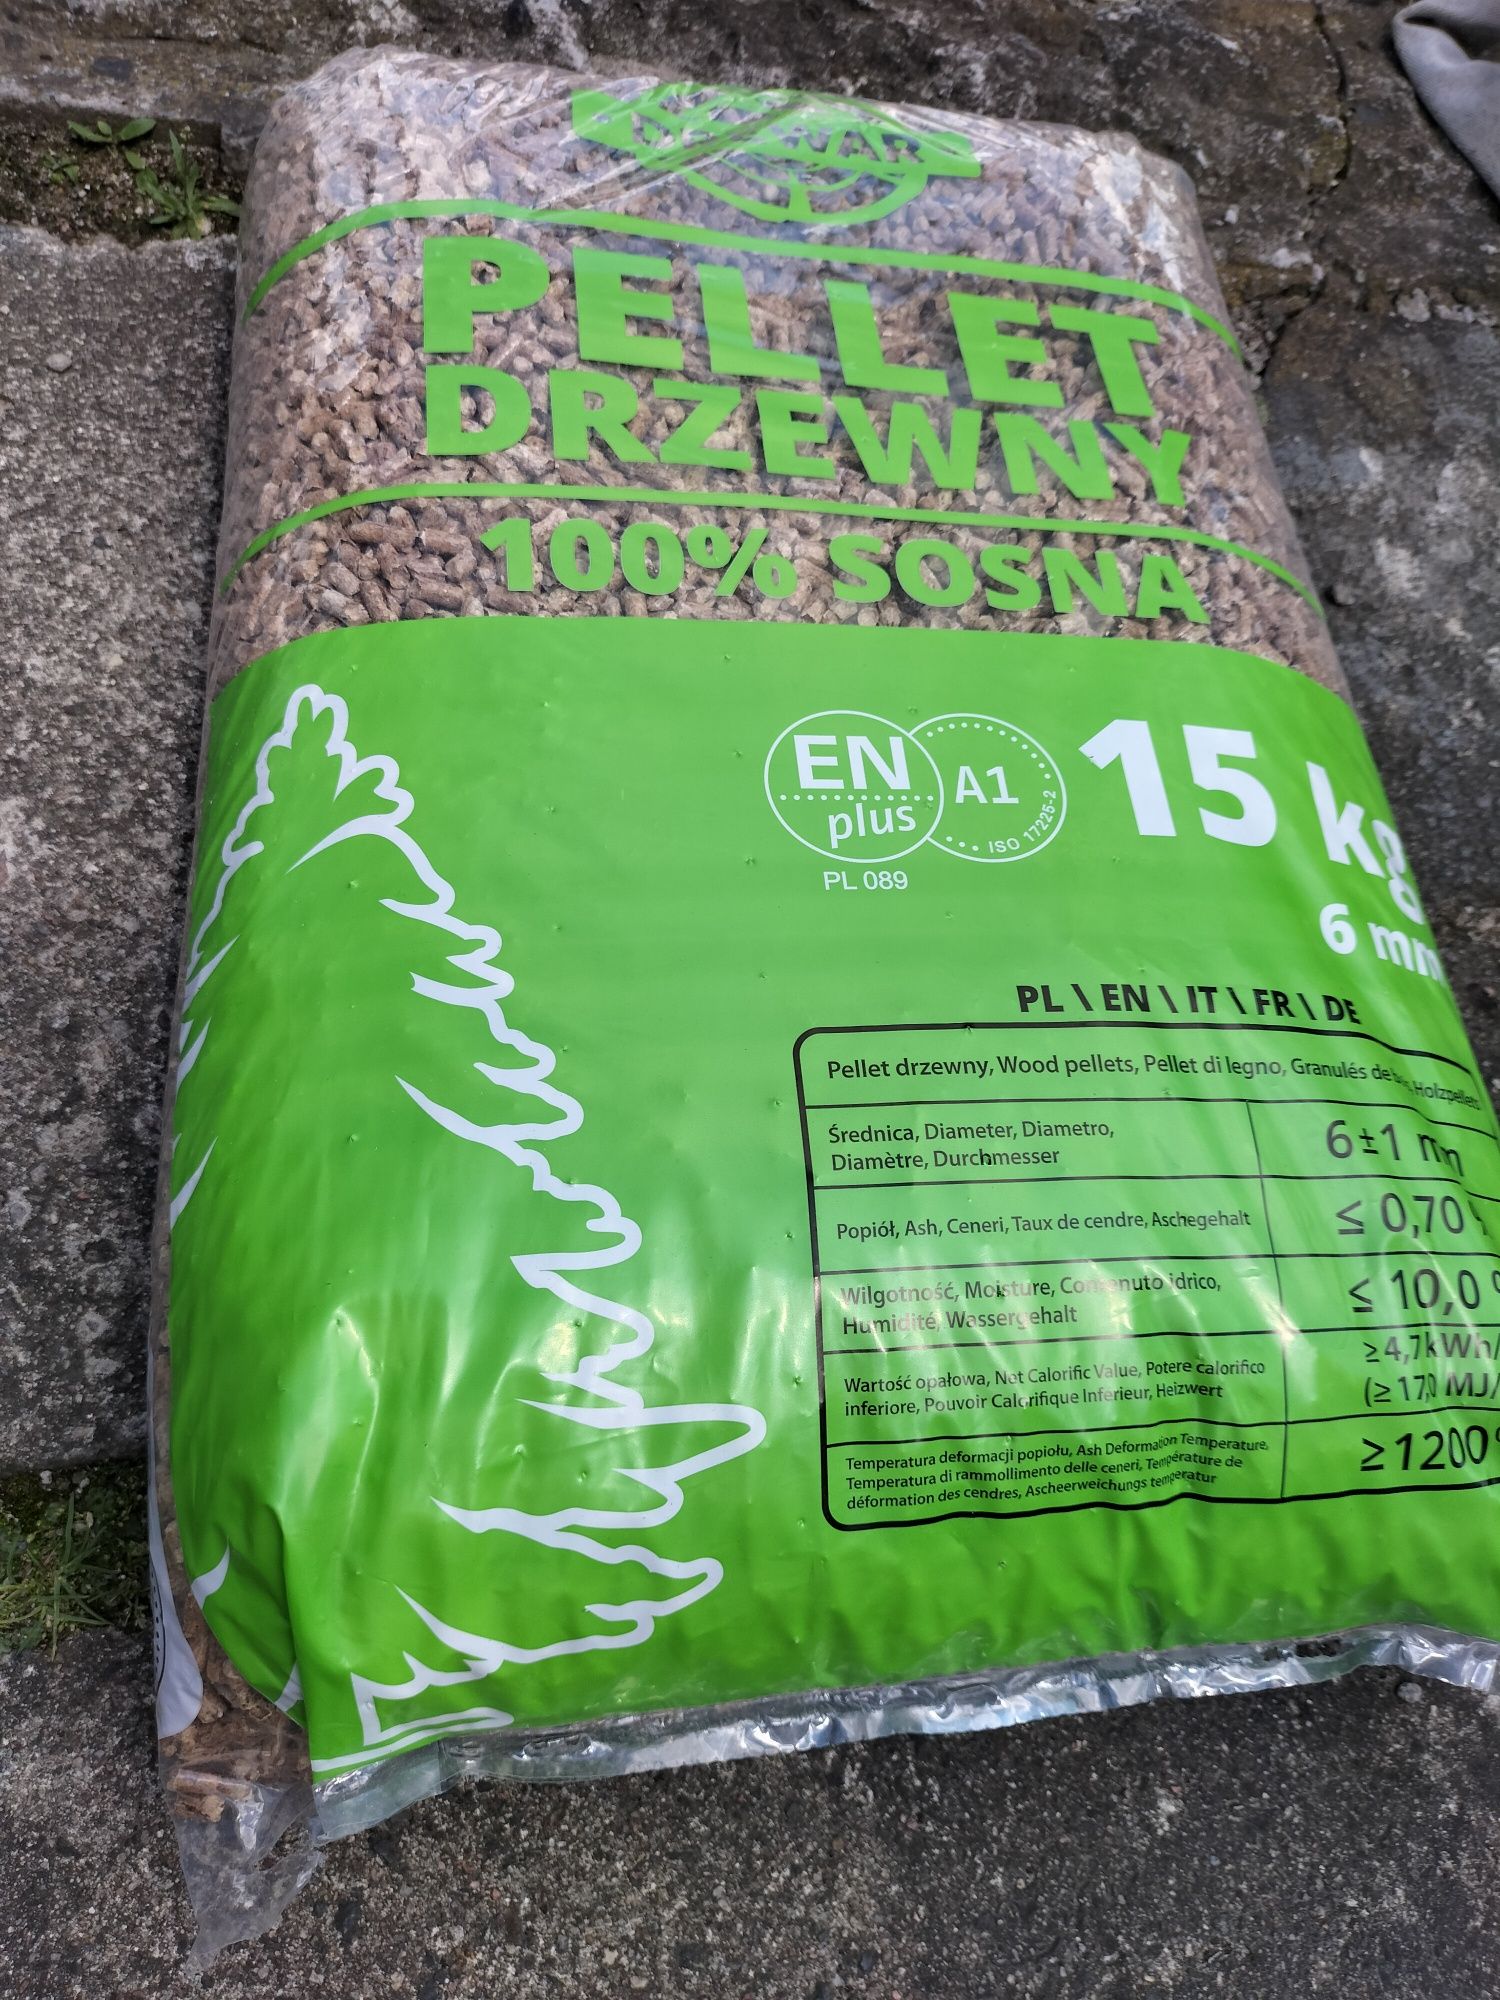 PELLET
DRZEWNY
100% SOSNA
EN
plus
A1
ISO 17225-2
PL 089
15 kg
6 mm
PL \ EN \ IT \ FR \ DE
Pellet drzewny, Wood pellets, Pellet di legno, Granulés de Holzpellets
Średnica, Diameter, Diametro,
Diamètre, Durchmesser
6±1 mm
Popiół, Ash, Ceneri, Taux de cendre, Aschegehalt
≤ 0,70
Wilgotność, Moisture, Contenuto idrico,
Humidité, Wassergehalt
≤ 10,0
Wartość opałowa, Net Calorific Value, Potere calorifico
inferiore, Pouvoir Calorifique Inférieur, Heizwert
≥4,7kWh/
(≥ 17,0 MJ/
Temperatura deformacji popiołu, Ash Deformation Temperature,
Temperatura di rammollimento delle ceneri, Température de
déformation des cendres, Ascheerweichungs temperatur
≥1200°